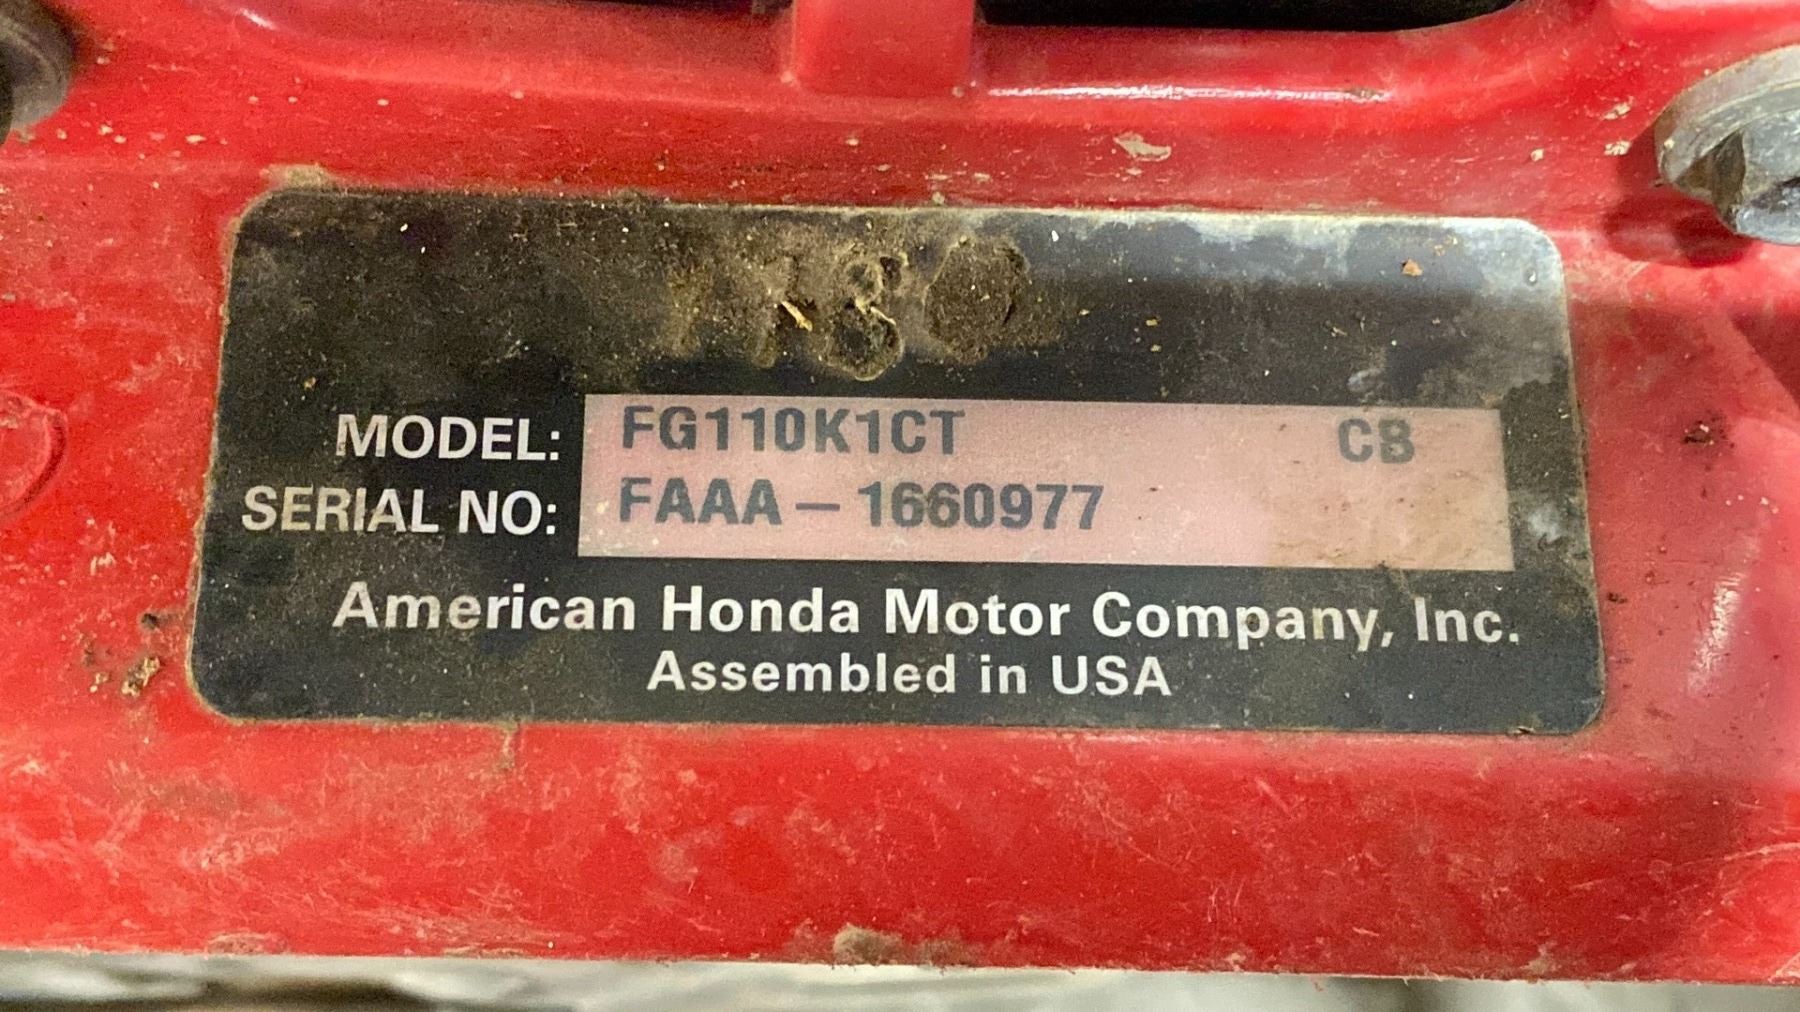 MODEL: FG110K1CT CB
SERIAL NO: FAAA – 1660977
American Honda Motor Company, Inc.
Assembled in USA